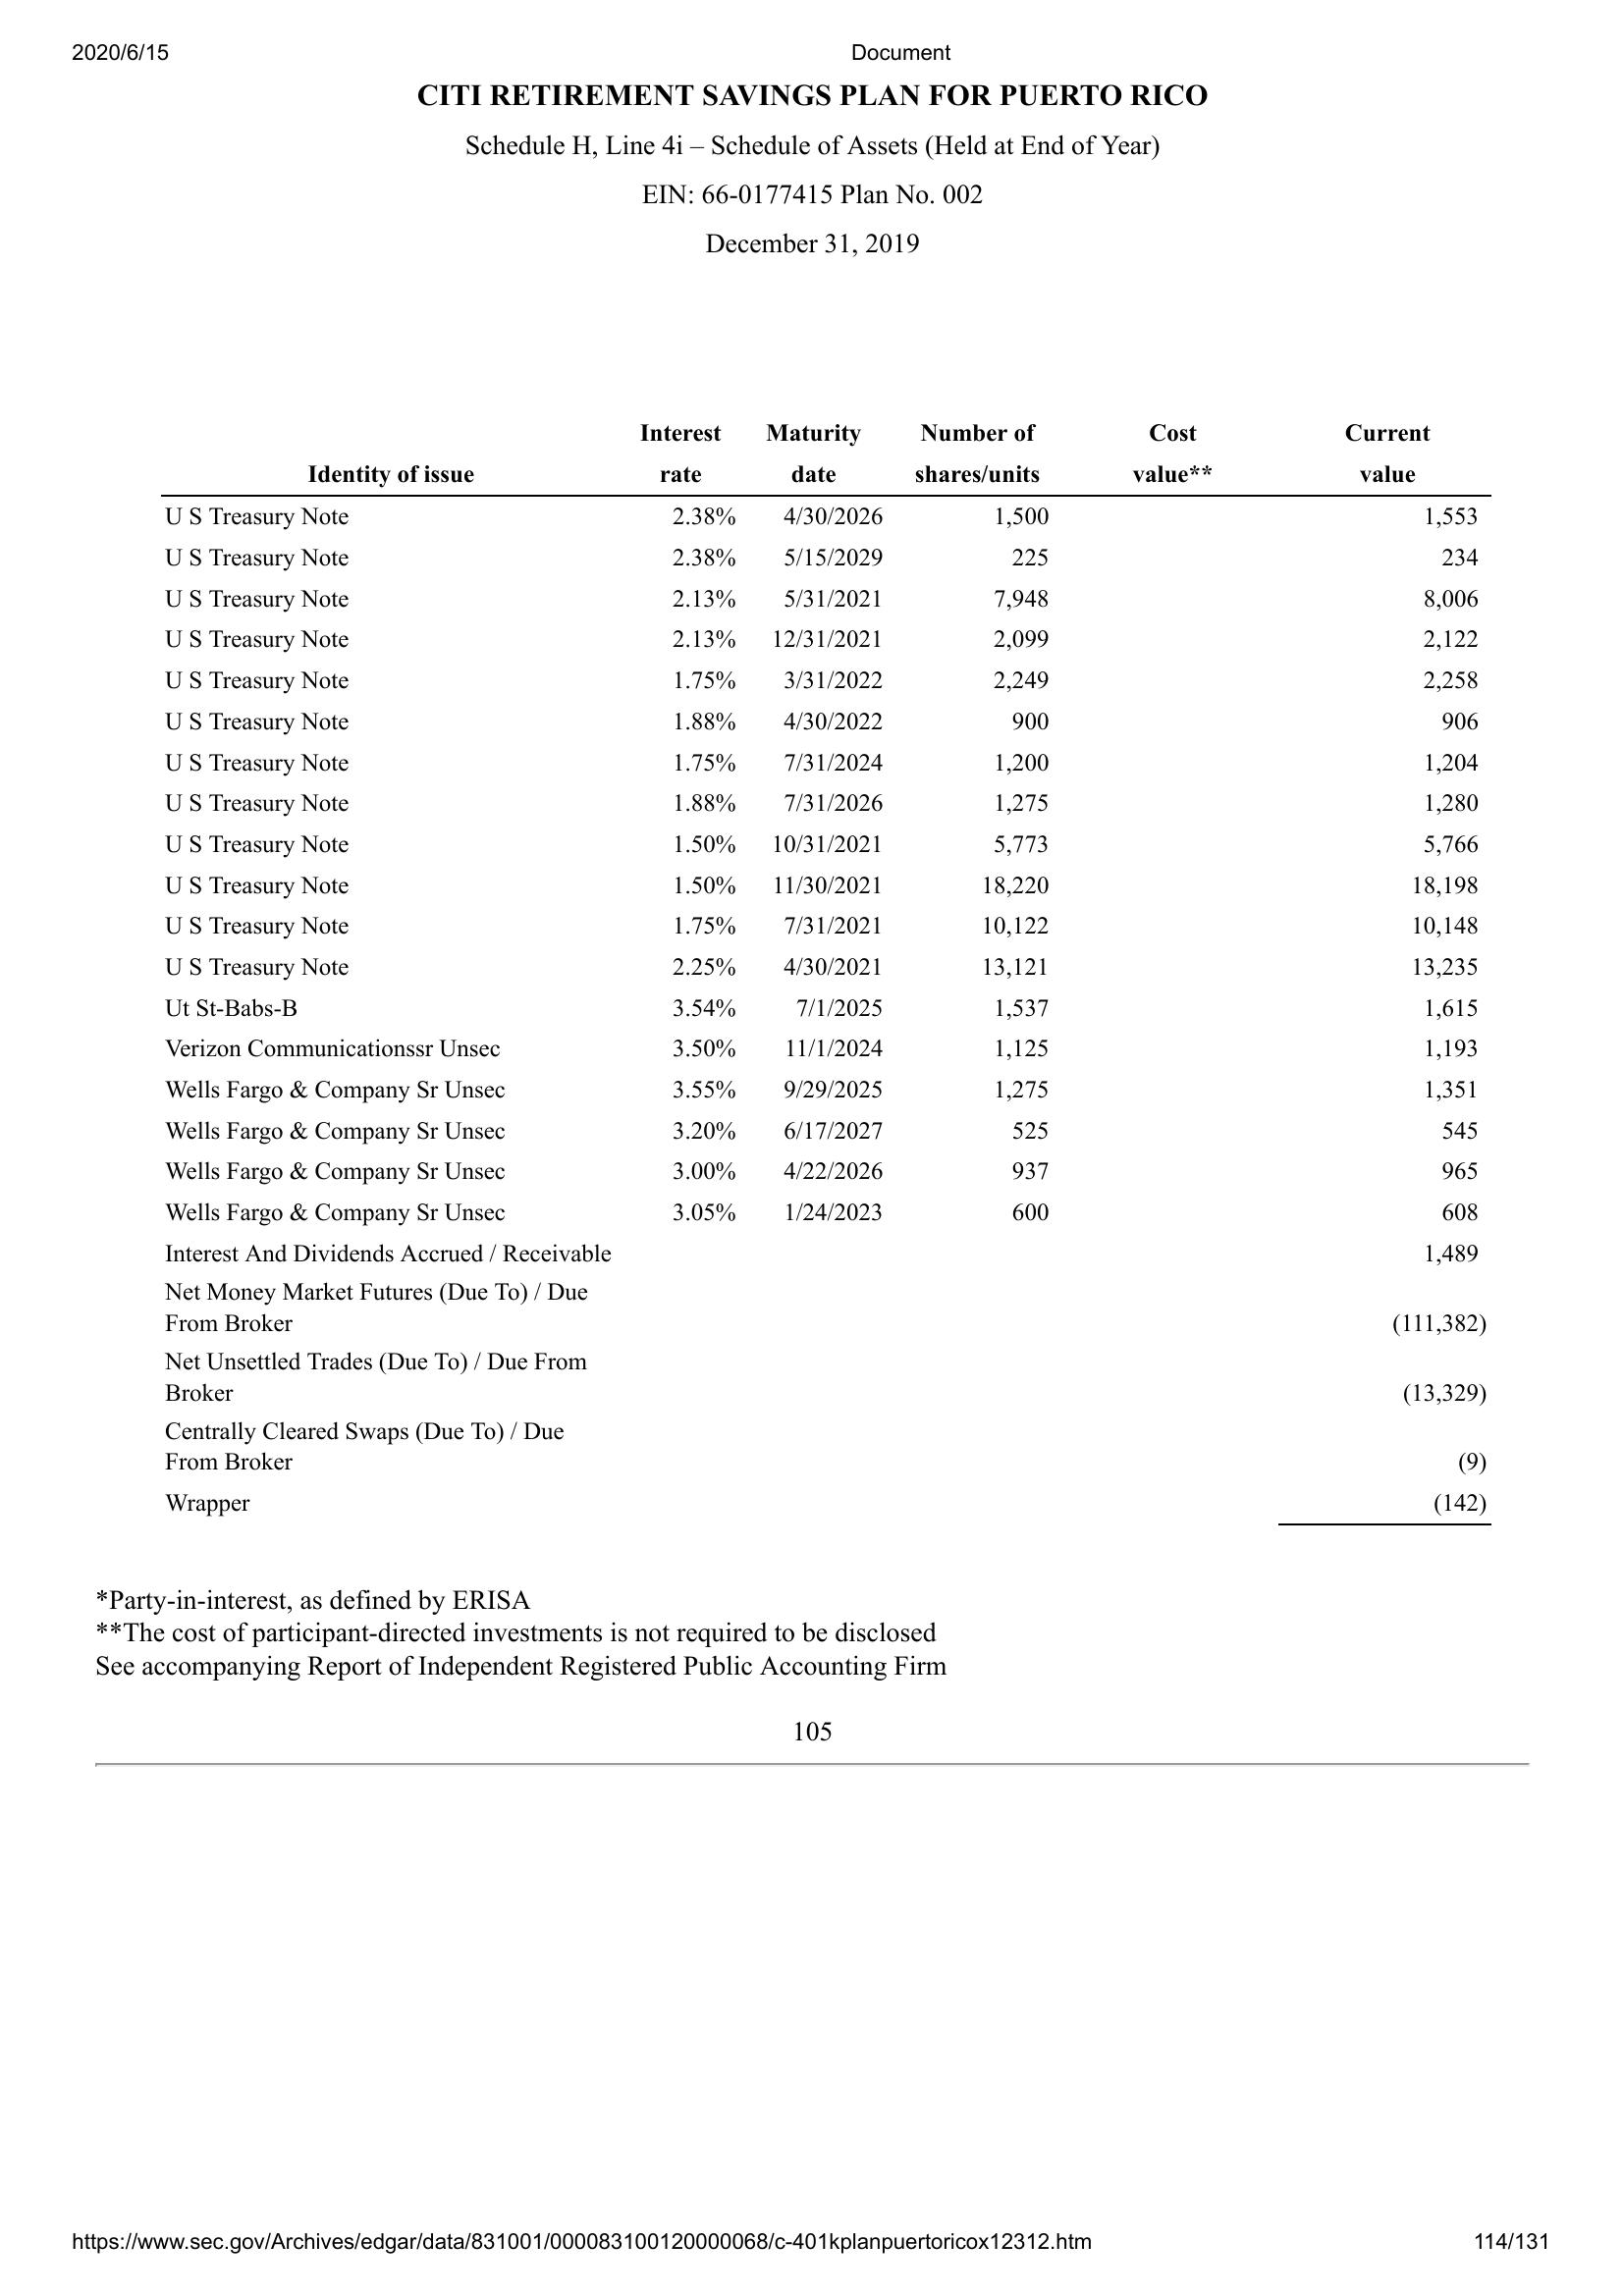 2020/6/15 Document
CITI RETIREMENT SAVINGS PLAN FOR PUERTO RICO
Schedule H, Line 4i – Schedule of Assets (Held at End of Year)
EIN: 66-0177415 Plan No. 002
December 31, 2019
Interest Maturity Number of Cost Current
Identity of issue rate date shares/units value** value
U S Treasury Note 2.38% 4/30/2026 1,500 1,553
U S Treasury Note 2.38% 5/15/2029 225 234
U S Treasury Note 2.13% 5/31/2021 7,948 8,006
U S Treasury Note 2.13% 12/31/2021 2,099 2,122
U S Treasury Note 1.75% 3/31/2022 2,249 2,258
U S Treasury Note 1.88% 4/30/2022 900 906
U S Treasury Note 1.75% 7/31/2024 1,200 1,204
U S Treasury Note 1.88% 7/31/2026 1,275 1,280
U S Treasury Note 1.50% 10/31/2021 5,773 5,766
U S Treasury Note 1.50% 11/30/2021 18,220 18,198
U S Treasury Note 1.75% 7/31/2021 10,122 10,148
U S Treasury Note 2.25% 4/30/2021 13,121 13,235
Ut St-Babs-B 3.54% 7/1/2025 1,537 1,615
Verizon Communicationssr Unsec 3.50% 11/1/2024 1,125 1,193
Wells Fargo & Company Sr Unsec 3.55% 9/29/2025 1,275 1,351
Wells Fargo & Company Sr Unsec 3.20% 6/17/2027 525 545
Wells Fargo & Company Sr Unsec 3.00% 4/22/2026 937 965
Wells Fargo & Company Sr Unsec 3.05% 1/24/2023 600 608
Interest And Dividends Accrued / Receivable 1,489
Net Money Market Futures (Due To) / Due
From Broker (111,382)
Net Unsettled Trades (Due To) / Due From
Broker (13,329)
Centrally Cleared Swaps (Due To) / Due
From Broker (9)
Wrapper (142)
*Party-in-interest, as defined by ERISA
**The cost of participant-directed investments is not required to be disclosed
See accompanying Report of Independent Registered Public Accounting Firm
105
https://www.sec.gov/Archives/edgar/data/831001/000083100120000068/c-401kplanpuertoricox12312.htm 114/131